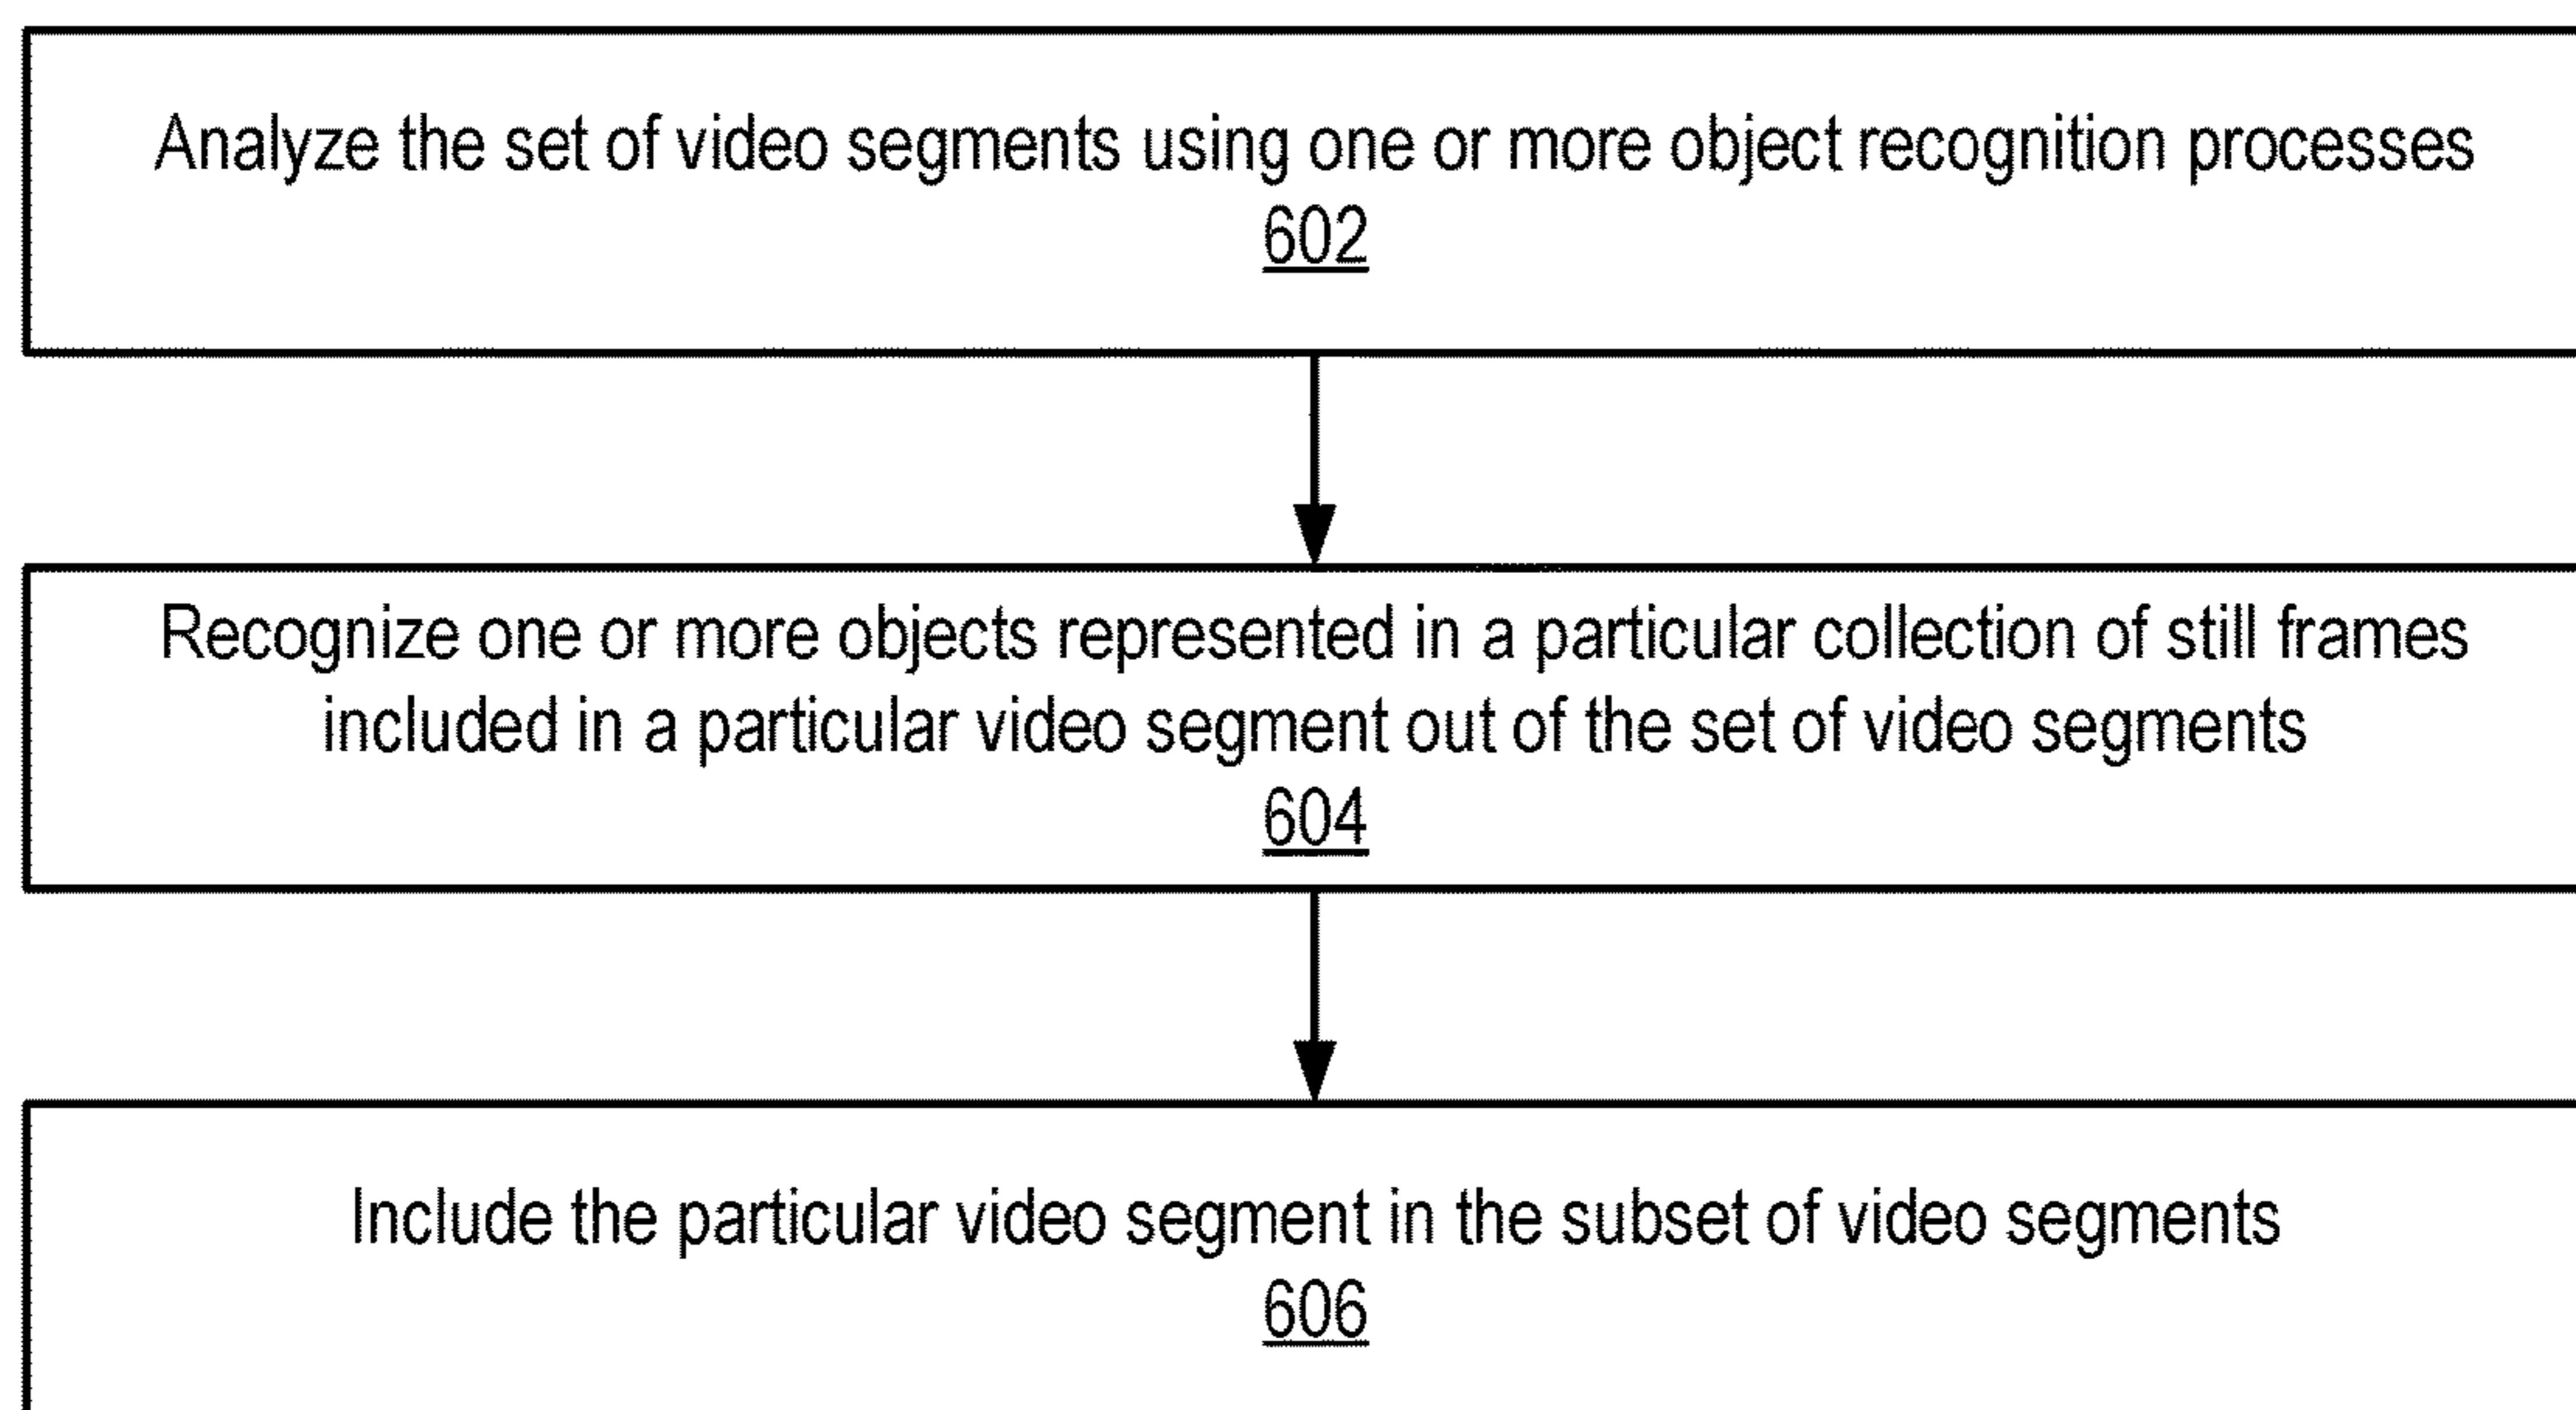 Analyze the set of video segments using one or more object recognition processes
602
Recognize one or more objects represented in a particular collection of still frames
included in a particular video segment out of the set of video segments
604
Include the particular video segment in the subset of video segments
606